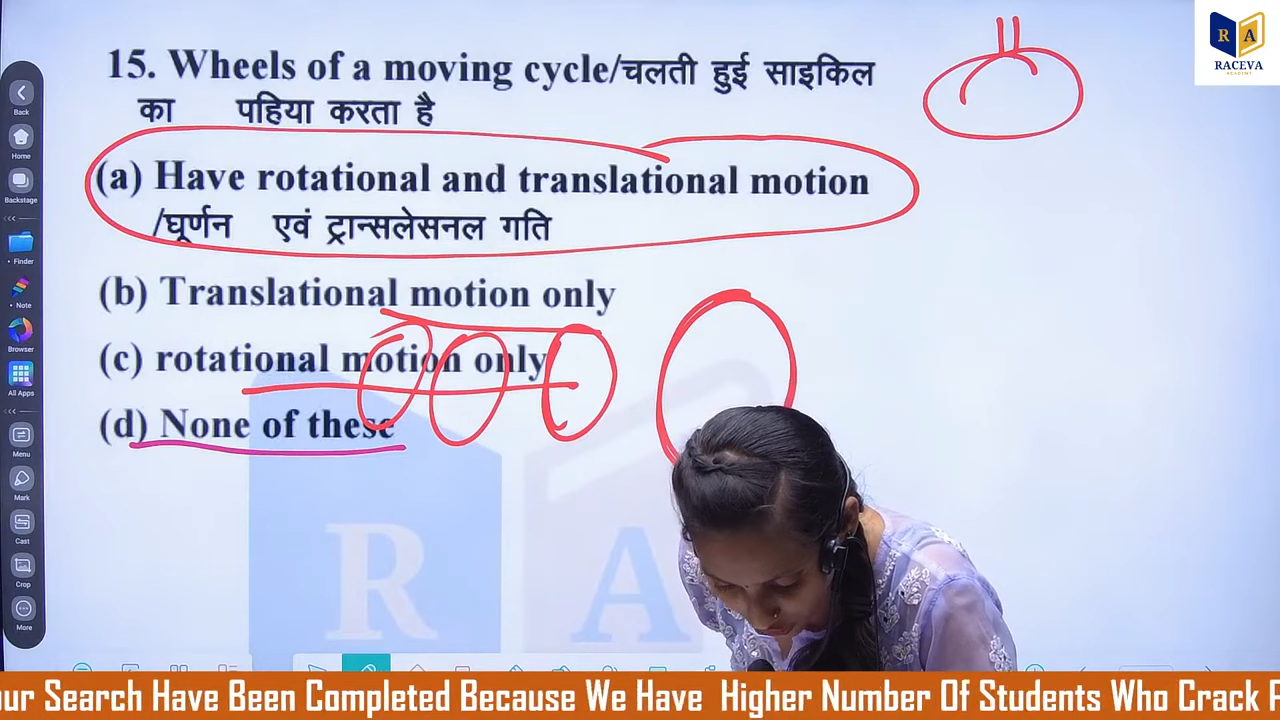 15. Wheels of a moving cycle/चलती हुई साइकिल
का पहिया करता है
(a) Have rotational and translational motion
/घूर्णन एवं ट्रान्सलेसनल गति
(b) Translational motion only
(c) rotational motion only
(d) None of these
R A
RACEVA
ACADEMY
Back
Home
Backstage
Finder
Note
Browser
All Apps
Menu
Mark
Cast
Crop
More
R A
our Search Have Been Completed Because We Have Higher Number Of Students Who Crack